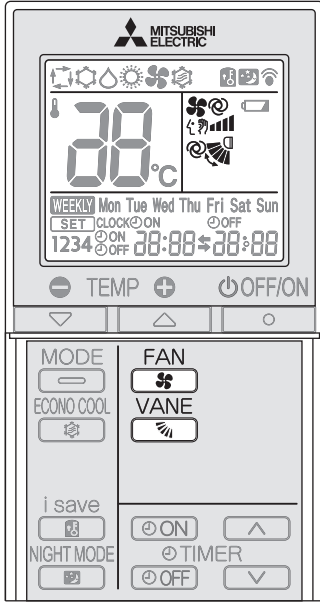 MITSUBISHI
ELECTRIC
88°C
WEEKLY Mon Tue Wed Thu Fri Sat Sun
SET CLOCK ON OFF
1234 ON 88:88 88:88
OFF
TEMP OFF/ON
MODE FAN
ECONO COOL VANE
i save
ON
NIGHT MODE TIMER
OFF